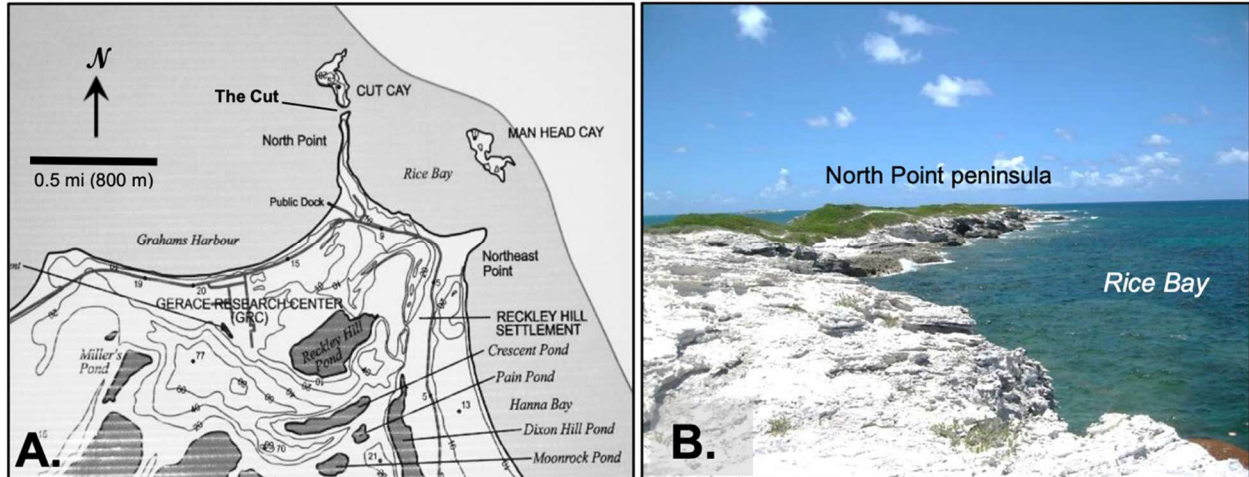 N
CUT CAY
The Cut
North Point
MAN HEAD CAY
0.5 mi (800 m)
Rice Bay
Public Dock
Grahams Harbour
Northeast
Point
9
15
19
20
GERACE RESEARCH CENTER
(GRC)
RECKLEY HILL
SETTLEMENT
Reckley Hill
Pond
Crescent Pond
Miller's
Pond
77
Pain Pond
Hanna Bay
13
Dixon Hill Pond
70
21
Moonrock Pond
A.
North Point peninsula
Rice Bay
B.